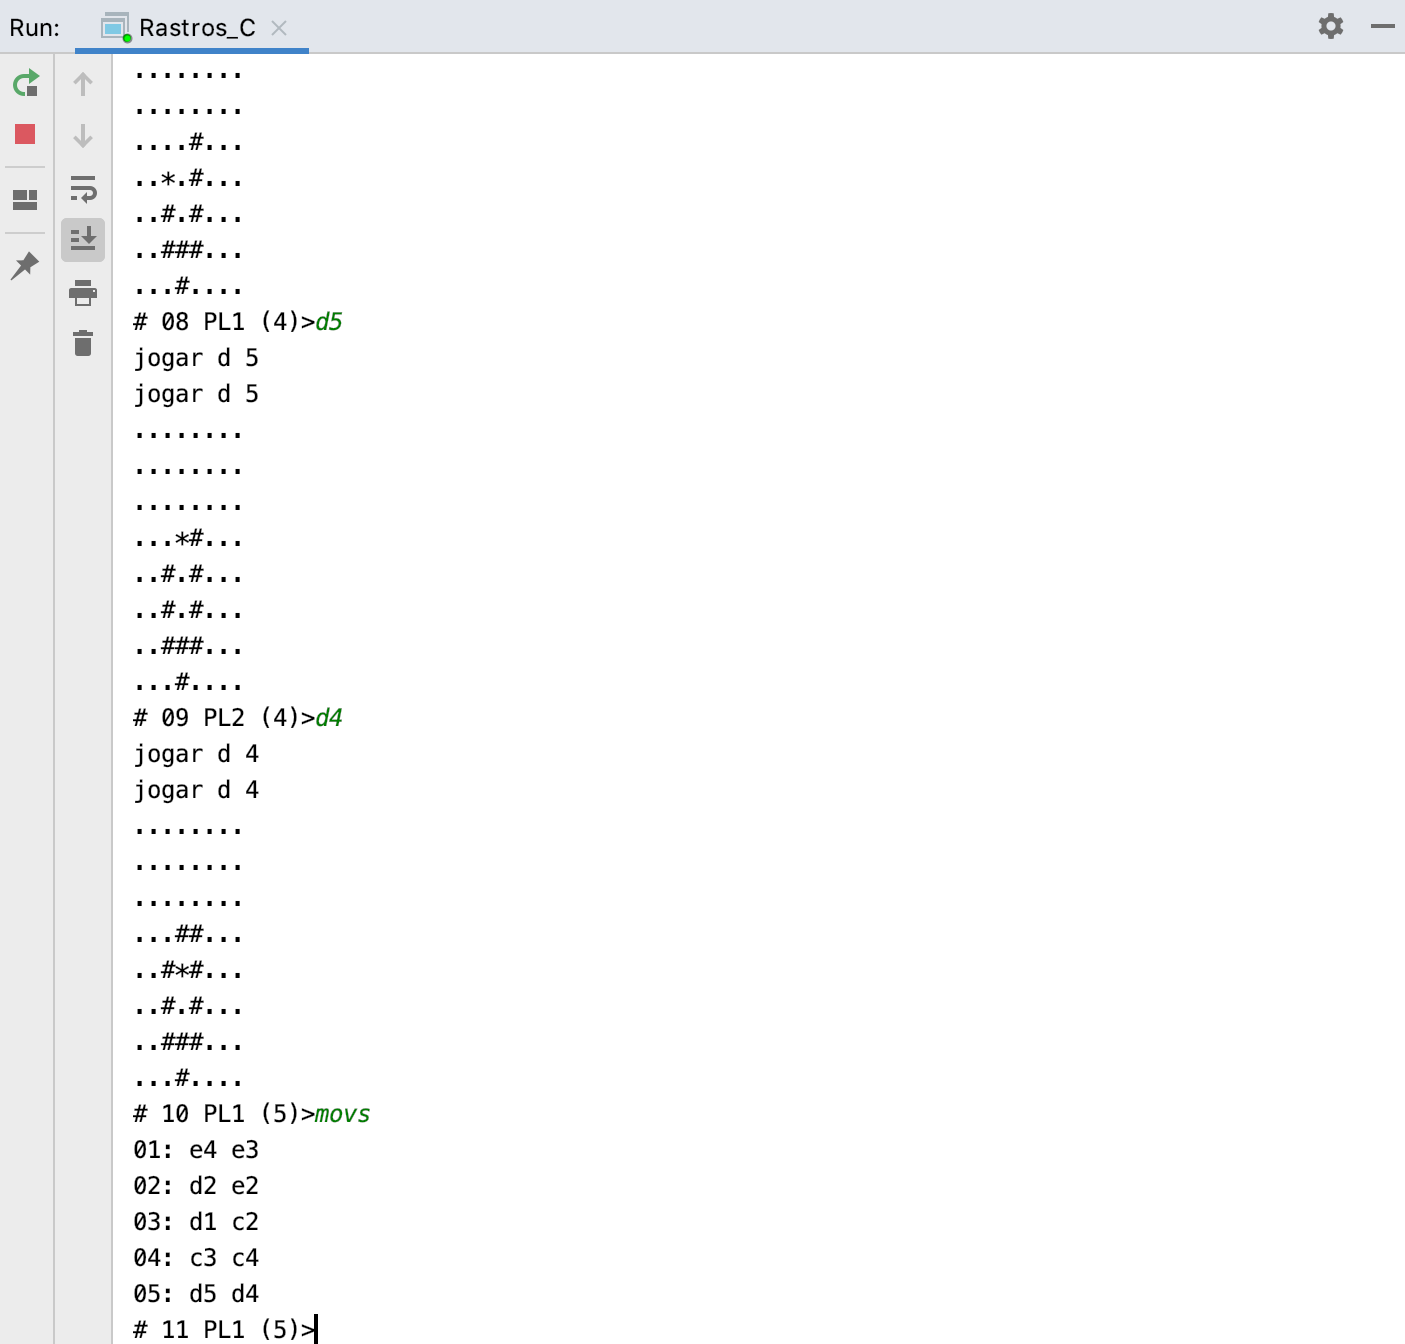 Run: Rastros_C
........
........
....#...
..*.#...
..#.#...
..###...
...#....
# 08 PL1 (4)>d5
jogar d 5
jogar d 5
........
........
........
...*#...
..#.#...
..#.#...
..###...
...#....
# 09 PL2 (4)>d4
jogar d 4
jogar d 4
........
........
........
...##...
..#*#...
..#.#...
..###...
...#....
# 10 PL1 (5)>movs
01: e4 e3
02: d2 e2
03: d1 c2
04: c3 c4
05: d5 d4
# 11 PL1 (5)>